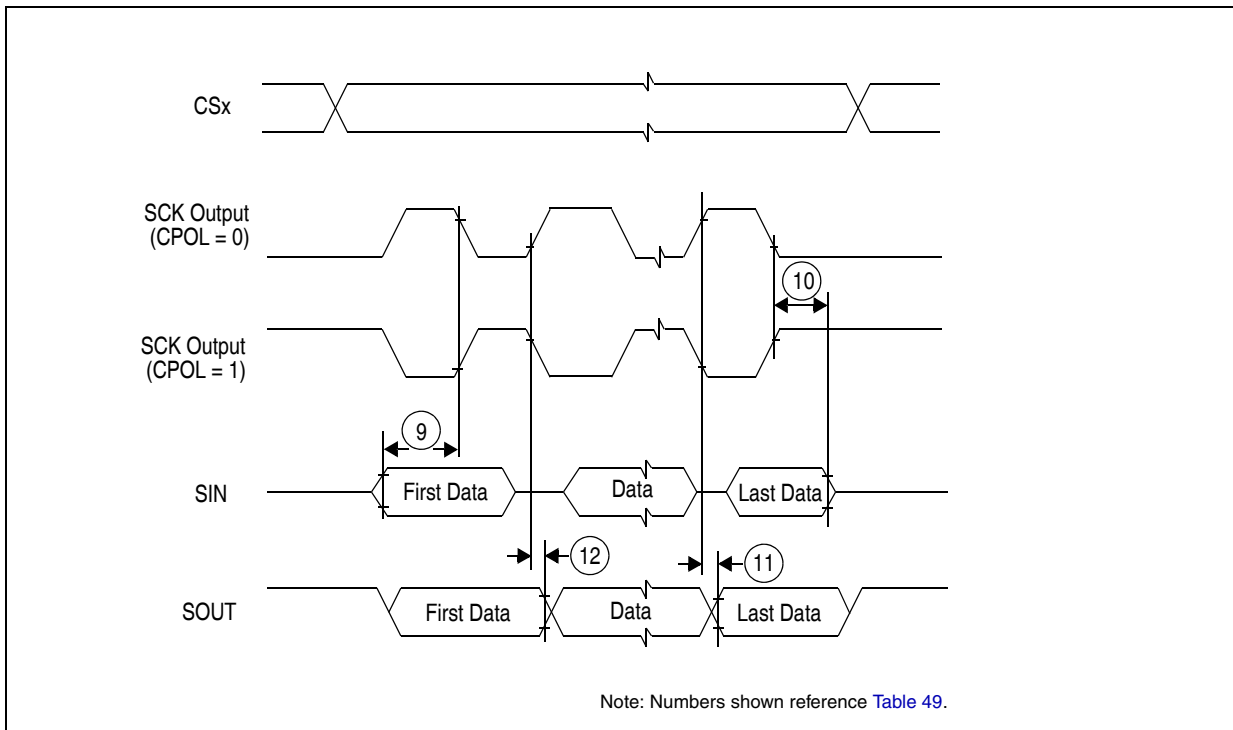 CSx
SCK Output
(CPOL = 0)
10
SCK Output
(CPOL = 1)
9
SIN
First Data
Data
Last Data
12
11
SOUT
First Data
Data
Last Data
Note: Numbers shown reference Table 49.